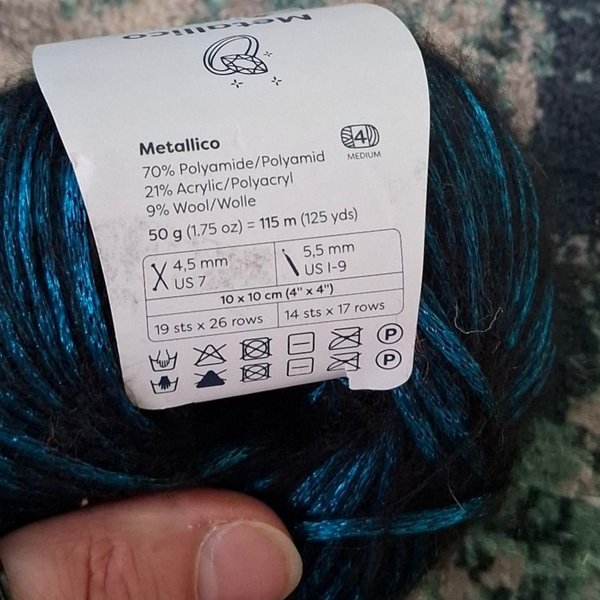 Metallico
Metallico
4
MEDIUM
70% Polyamide/Polyamid
21% Acrylic/Polyacryl
9% Wool/Wolle
50 g (1.75 oz) = 115 m (125 yds)
4,5 mm
US 7
5,5 mm
US I-9
10 x 10 cm (4" x 4")
19 sts x 26 rows
14 sts x 17 rows
P
P